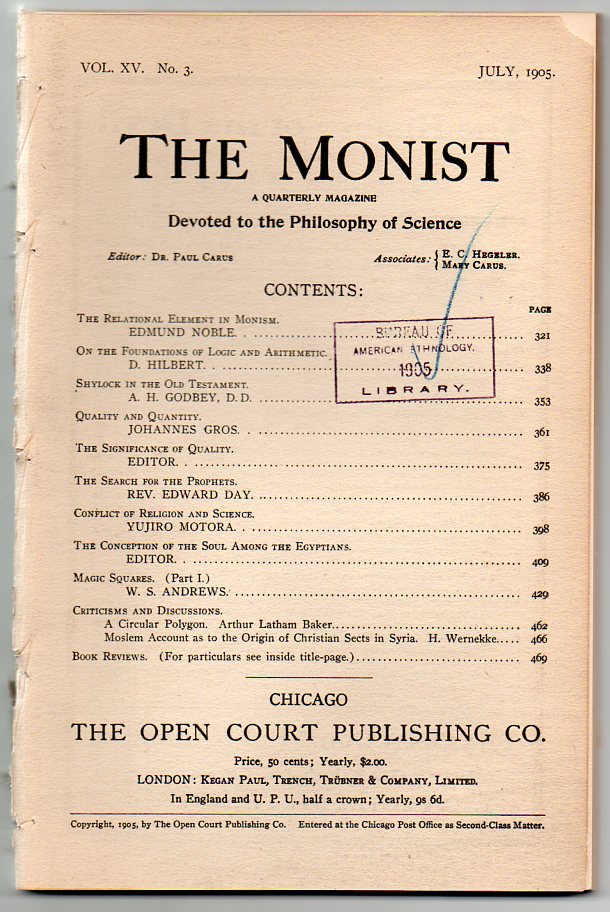 VOL. XV. No. 3. JULY, 1905.
THE MONIST
A QUARTERLY MAGAZINE
Devoted to the Philosophy of Science
Editor: DR. PAUL CARUS Associates: { E. C. HEGELER.
MARY CARUS.
CONTENTS:
PAGE
THE RELATIONAL ELEMENT IN MONISM.
EDMUND NOBLE. . ........................ 321
ON THE FOUNDATIONS OF LOGIC AND ARITHMETIC.
D. HILBERT. . ........................ 338
SHYLOCK IN THE OLD TESTAMENT.
A. H. GODBEY, D. D. ........................ 353
QUALITY AND QUANTITY.
JOHANNES GROS. . ........................ 361
THE SIGNIFICANCE OF QUALITY.
EDITOR. . ........................ 375
THE SEARCH FOR THE PROPHETS.
REV. EDWARD DAY. ........................ 386
CONFLICT OF RELIGION AND SCIENCE.
YUJIRO MOTORA. . ........................ 398
THE CONCEPTION OF THE SOUL AMONG THE EGYPTIANS.
EDITOR. . ........................ 409
MAGIC SQUARES. (Part I.)
W. S. ANDREWS. ........................ 429
CRITICISMS AND DISCUSSIONS.
A Circular Polygon. Arthur Latham Baker........................ 462
Moslem Account as to the Origin of Christian Sects in Syria. H. Wernekke..... 466
BOOK REVIEWS. (For particulars see inside title-page.)........................ 469
BUREAU OF
AMERICAN ETHNOLOGY.
1905
LIBRARY.
CHICAGO
THE OPEN COURT PUBLISHING CO.
Price, 50 cents; Yearly, $2.00.
LONDON: KEGAN PAUL, TRENCH, TRÜBNER & COMPANY, LIMITED.
In England and U. P. U., half a crown; Yearly, 9s 6d.
Copyright, 1905, by The Open Court Publishing Co. Entered at the Chicago Post Office as Second-Class Matter.